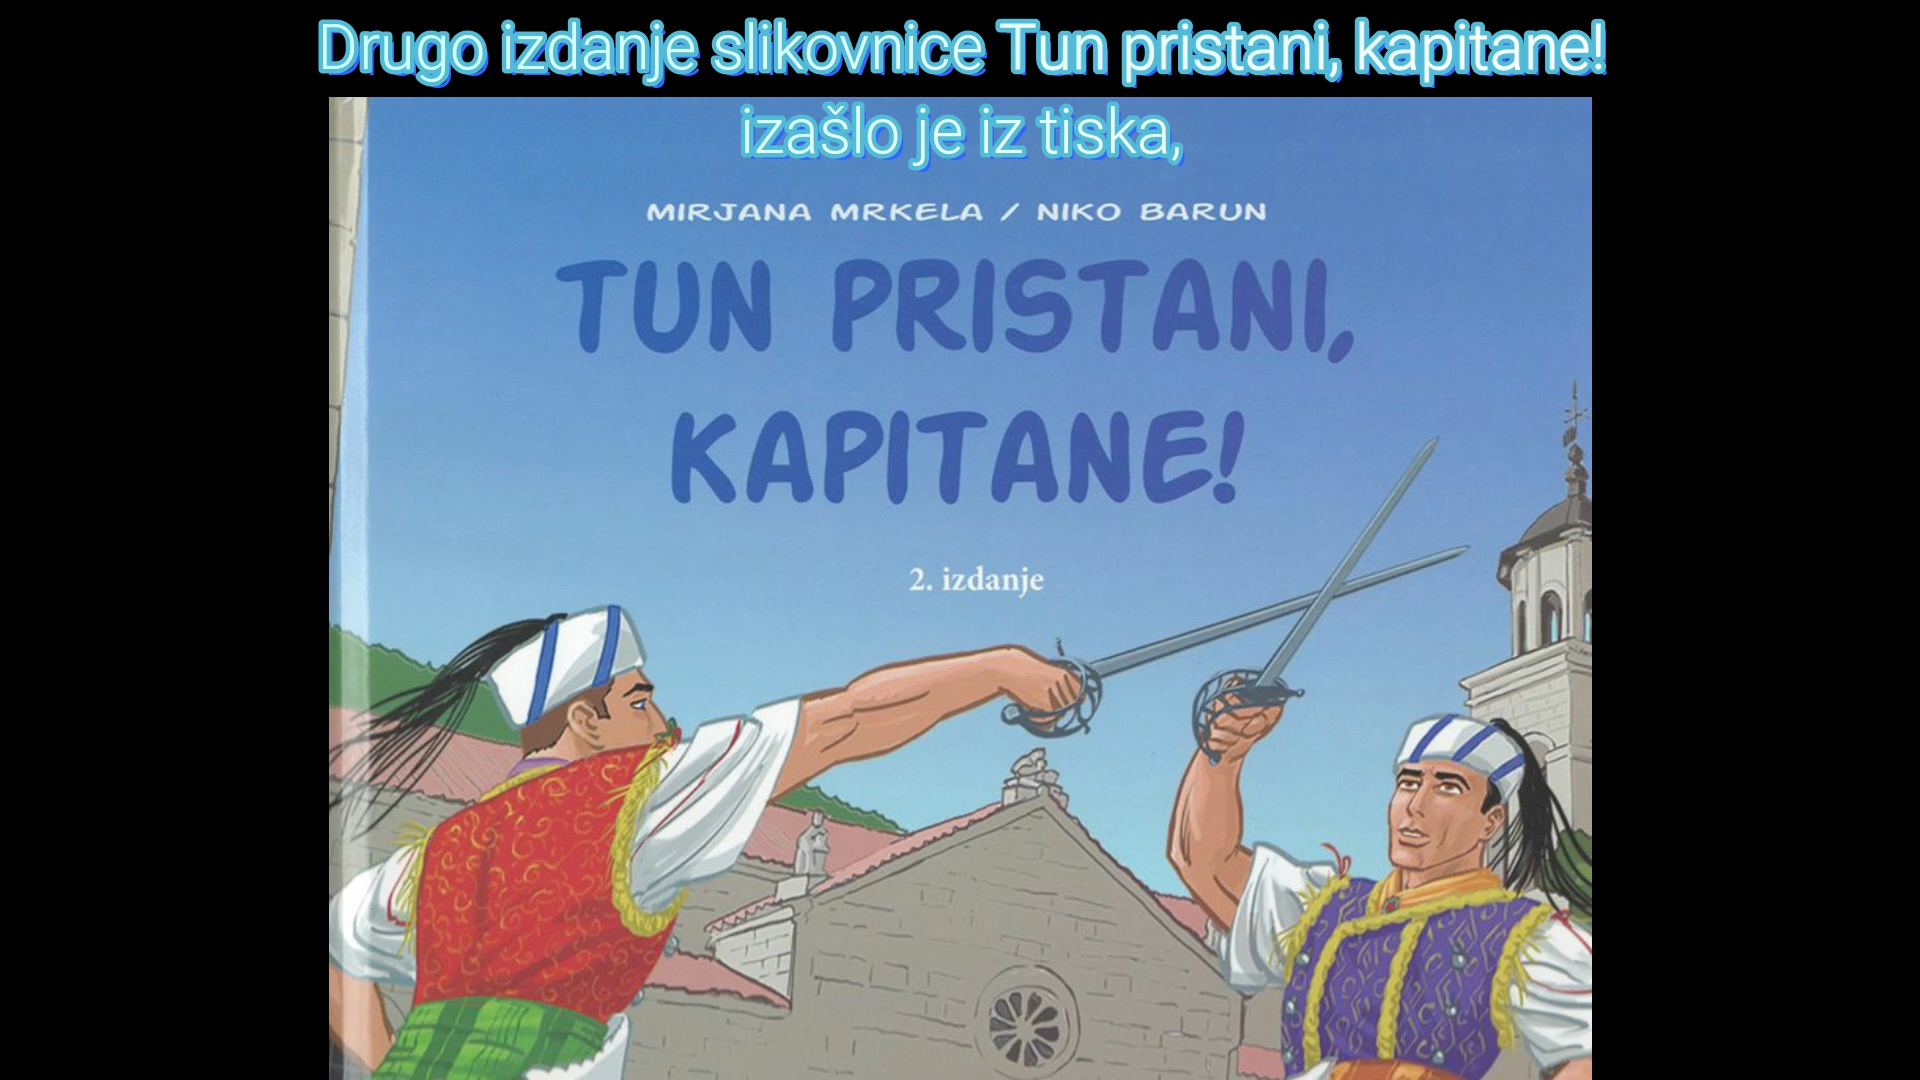 Drugo izdanje slikovnice Tun pristani, kapitane!
izašlo je iz tiska,
MIRJANA MRKELA / NIKO BARUN
TUN PRISTANI,
KAPITANE!
2. izdanje